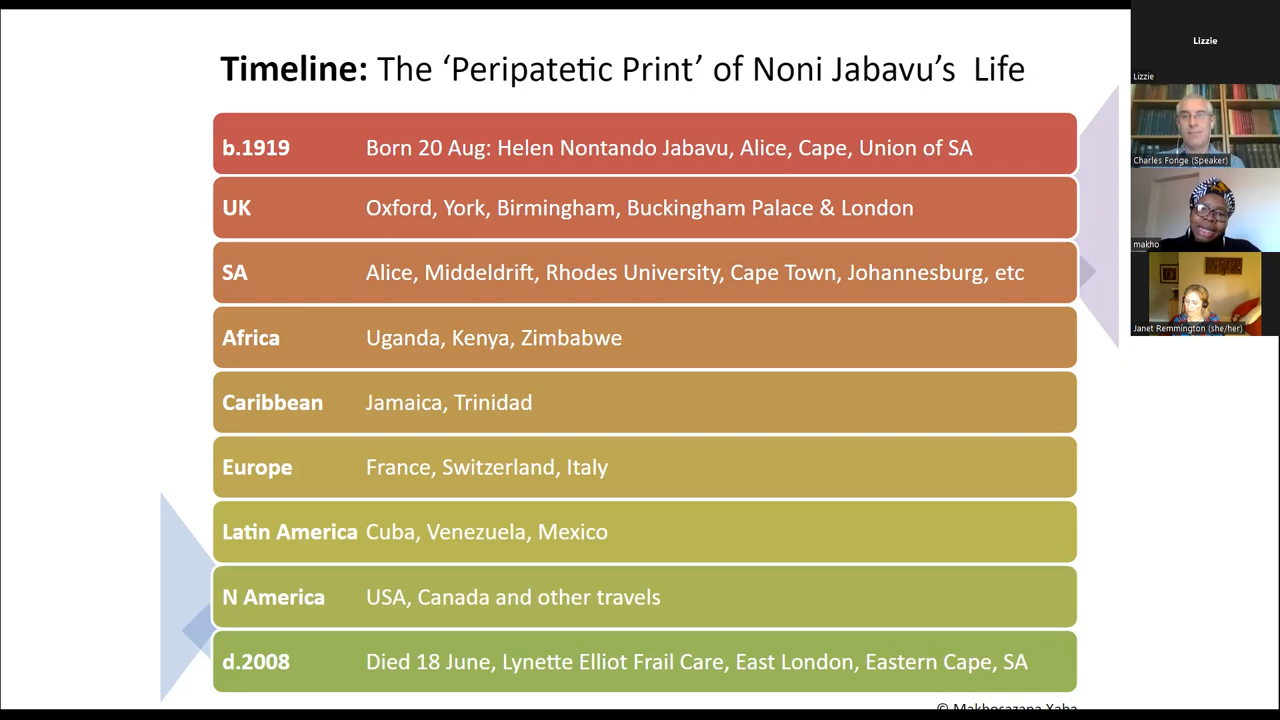 Timeline: The ‘Peripatetic Print’ of Noni Jabavu’s Life
b.1919 Born 20 Aug: Helen Nontando Jabavu, Alice, Cape, Union of SA
UK Oxford, York, Birmingham, Buckingham Palace & London
SA Alice, Middeldrift, Rhodes University, Cape Town, Johannesburg, etc
Africa Uganda, Kenya, Zimbabwe
Caribbean Jamaica, Trinidad
Europe France, Switzerland, Italy
Latin America Cuba, Venezuela, Mexico
N America USA, Canada and other travels
d.2008 Died 18 June, Lynette Elliot Frail Care, East London, Eastern Cape, SA
© Makhosazana Xaba
Lizzie
Lizzie
Charles Fonge (Speaker)
makho
Janet Remmington (she/her)